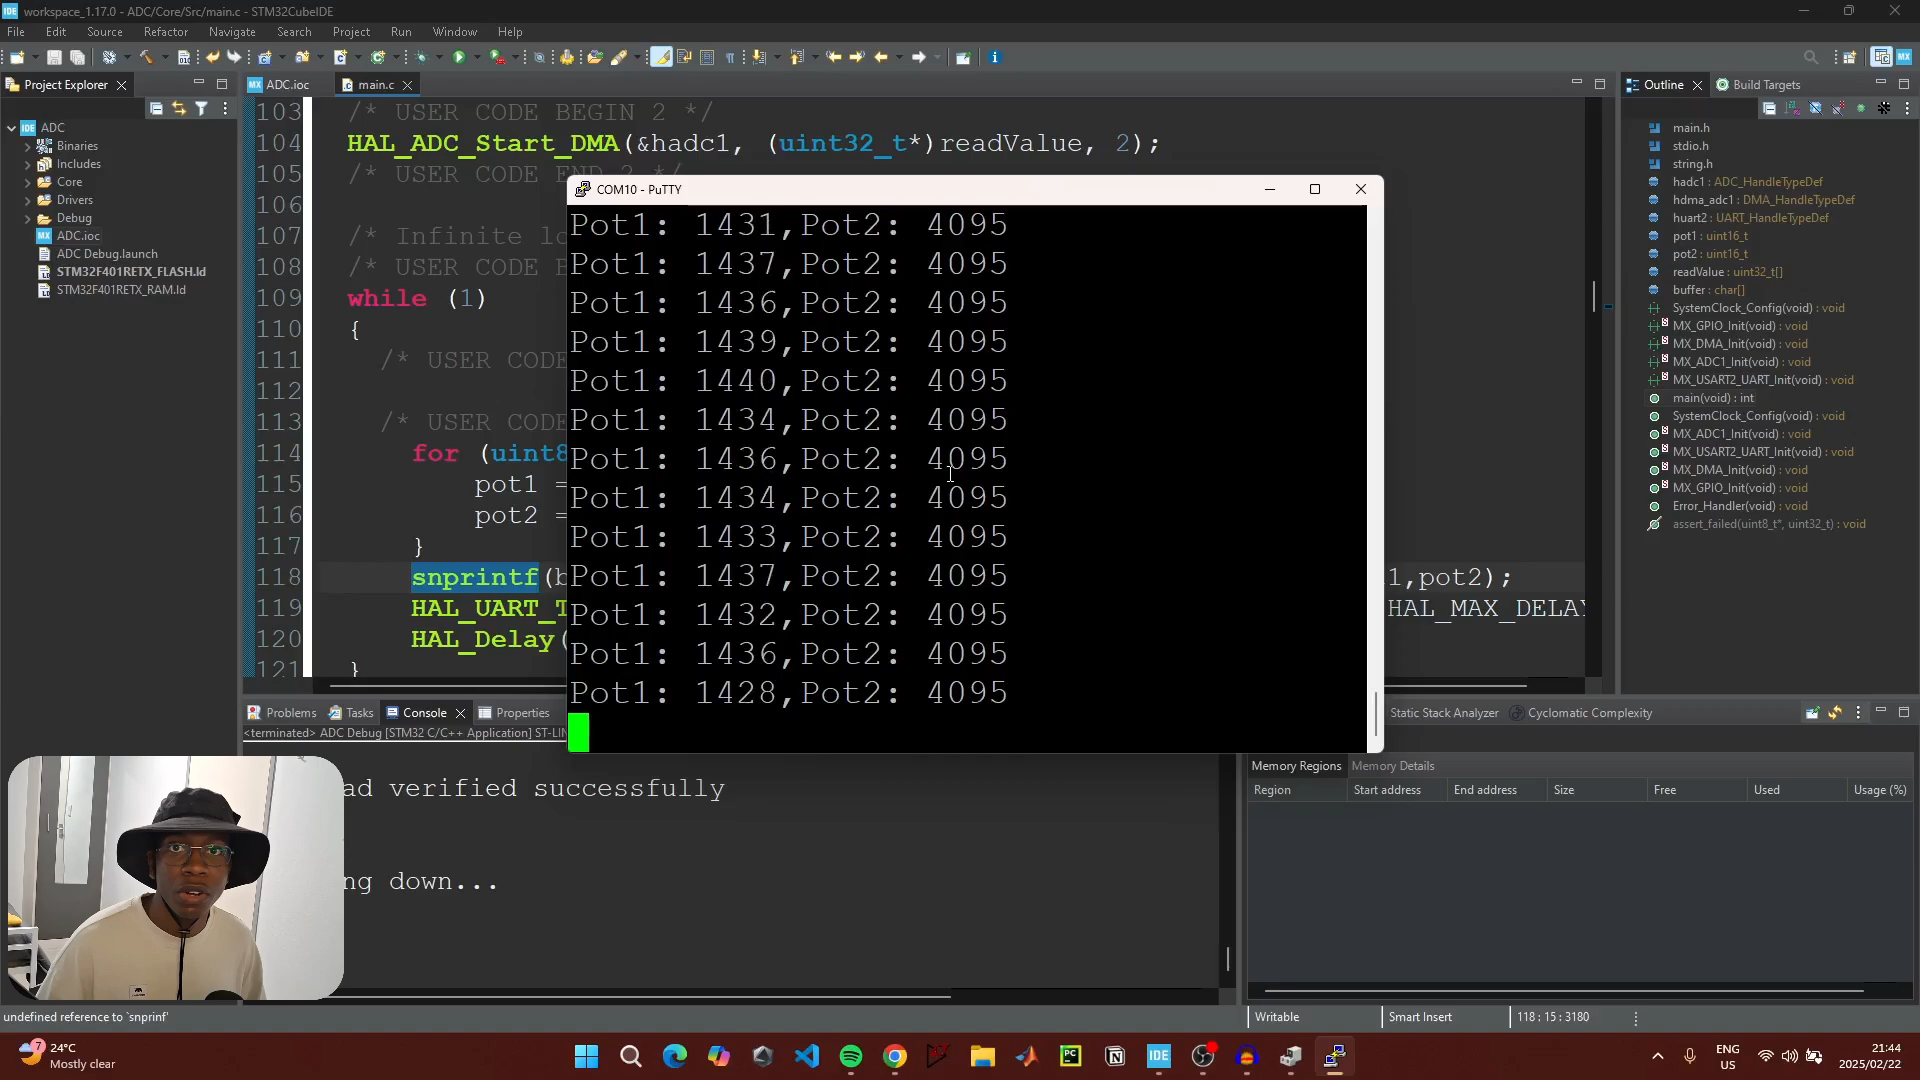 workspace_1.17.0 - ADC/Core/Src/main.c - STM32CubeIDE
File Edit Source Refactor Navigate Search Project Run Window Help
Project Explorer
ADC
Binaries
Includes
Core
Drivers
Debug
ADC.ioc
ADC Debug.launch
STM32F401RETX_FLASH.ld
STM32F401RETX_RAM.ld
ADC.ioc main.c
103 /* USER CODE BEGIN 2 */
104 HAL_ADC_Start_DMA(&hadc1, (uint32_t*)readValue, 2);
105 /* USER CODE END 2 */
106
107 /* Infinite lo
108 /* USER CODE B
109 while (1)
110 {
111 /* USER CODE
112
113 /* USER CODE
114 for (uint8
115 pot1 =
116 pot2 =
117 }
118 snprintf(b 1,pot2);
119 HAL_UART_T HAL_MAX_DELAY
120 HAL_Delay(
121 }
COM10 - PuTTY
Pot1: 1431,Pot2: 4095
Pot1: 1437,Pot2: 4095
Pot1: 1436,Pot2: 4095
Pot1: 1439,Pot2: 4095
Pot1: 1440,Pot2: 4095
Pot1: 1434,Pot2: 4095
Pot1: 1436,Pot2: 4095
Pot1: 1434,Pot2: 4095
Pot1: 1433,Pot2: 4095
Pot1: 1437,Pot2: 4095
Pot1: 1432,Pot2: 4095
Pot1: 1436,Pot2: 4095
Pot1: 1428,Pot2: 4095
Outline Build Targets
main.h
stdio.h
string.h
hadc1 : ADC_HandleTypeDef
hdma_adc1 : DMA_HandleTypeDef
huart2 : UART_HandleTypeDef
pot1 : uint16_t
pot2 : uint16_t
readValue : uint32_t[]
buffer : char[]
SystemClock_Config(void) : void
MX_GPIO_Init(void) : void
MX_DMA_Init(void) : void
MX_ADC1_Init(void) : void
MX_USART2_UART_Init(void) : void
main(void) : int
SystemClock_Config(void) : void
MX_ADC1_Init(void) : void
MX_USART2_UART_Init(void) : void
MX_DMA_Init(void) : void
MX_GPIO_Init(void) : void
Error_Handler(void) : void
assert_failed(uint8_t*, uint32_t) : void
Problems Tasks Console Properties
<terminated> ADC Debug [STM32 C/C++ Application] ST-LIN
ad verified successfully
ng down...
Static Stack Analyzer Cyclomatic Complexity
Memory Regions Memory Details
Region Start address End address Size Free Used Usage (%)
undefined reference to `snprinf'
Writable Smart Insert 118 : 15 : 3180
7
24°C
Mostly clear
IDE
PC
ENG
US
21:44
2025/02/22